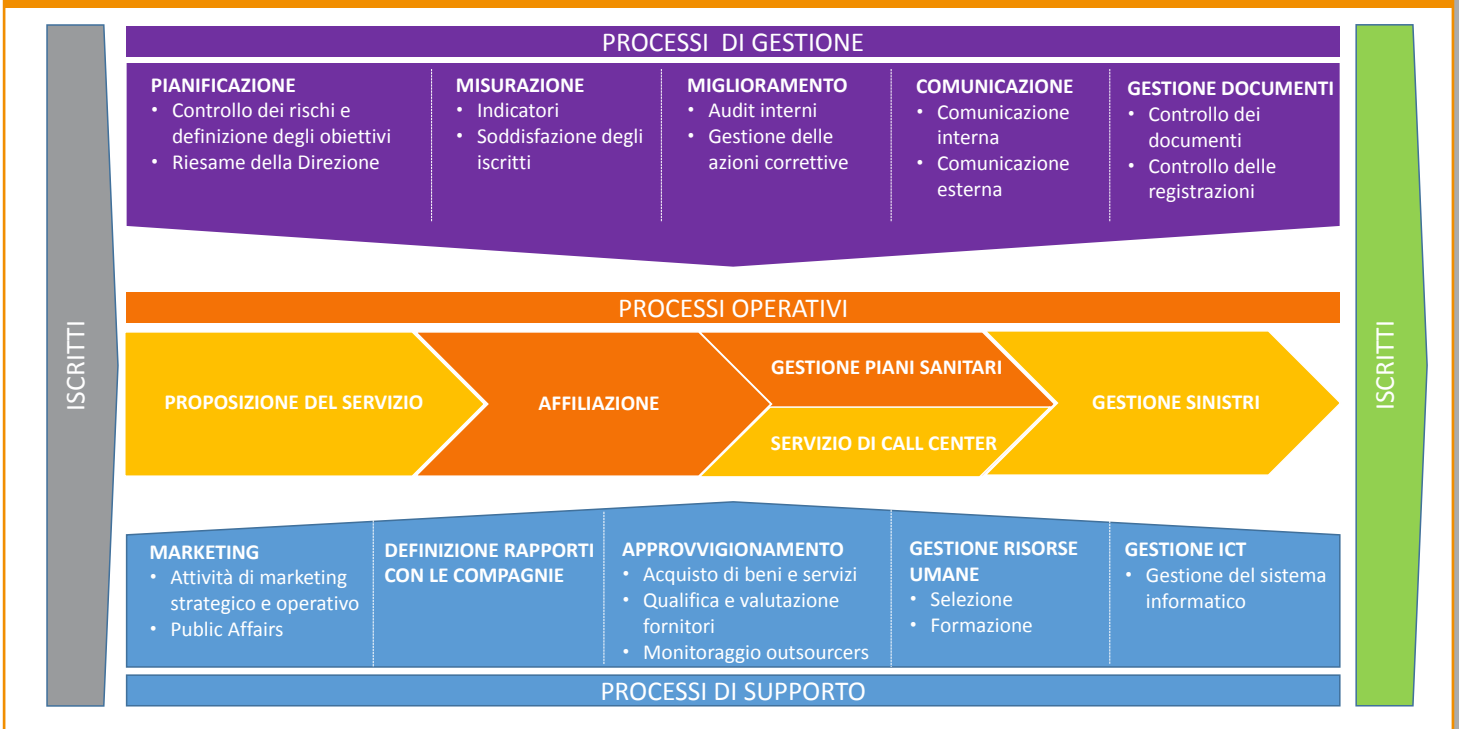 ISCRITTI
PROCESSI DI GESTIONE
PIANIFICAZIONE
• Controllo dei rischi e
definizione degli obiettivi
• Riesame della Direzione
MISURAZIONE
• Indicatori
• Soddisfazione degli
iscritti
MIGLIORAMENTO
• Audit interni
• Gestione delle
azioni correttive
COMUNICAZIONE
• Comunicazione
interna
• Comunicazione
esterna
GESTIONE DOCUMENTI
• Controllo dei
documenti
• Controllo delle
registrazioni
PROCESSI OPERATIVI
PROPOSIZIONE DEL SERVIZIO
AFFILIAZIONE
GESTIONE PIANI SANITARI
SERVIZIO DI CALL CENTER
GESTIONE SINISTRI
MARKETING
• Attività di marketing
strategico e operativo
• Public Affairs
DEFINIZIONE RAPPORTI
CON LE COMPAGNIE
APPROVVIGIONAMENTO
• Acquisto di beni e servizi
• Qualifica e valutazione
fornitori
• Monitoraggio outsourcers
GESTIONE RISORSE
UMANE
• Selezione
• Formazione
GESTIONE ICT
• Gestione del sistema
informatico
PROCESSI DI SUPPORTO
ISCRITTI